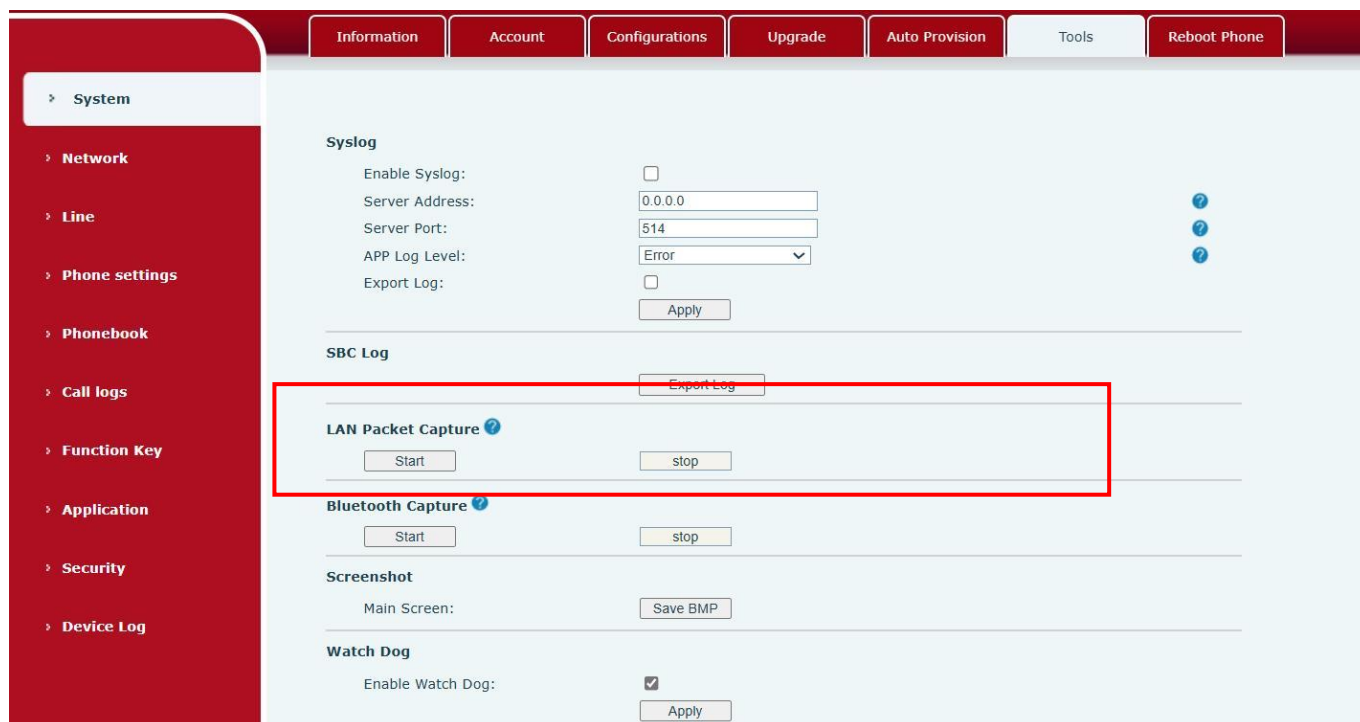 Information Account Configurations Upgrade Auto Provision Tools Reboot Phone
System
Network
Line
Phone settings
Phonebook
Call logs
Function Key
Application
Security
Device Log
Syslog
Enable Syslog:
Server Address: 0.0.0.0
Server Port: 514
APP Log Level: Error
Export Log:
Apply
SBC Log
Export Log
LAN Packet Capture ?
Start stop
Bluetooth Capture ?
Start stop
Screenshot
Main Screen: Save BMP
Watch Dog
Enable Watch Dog:
Apply